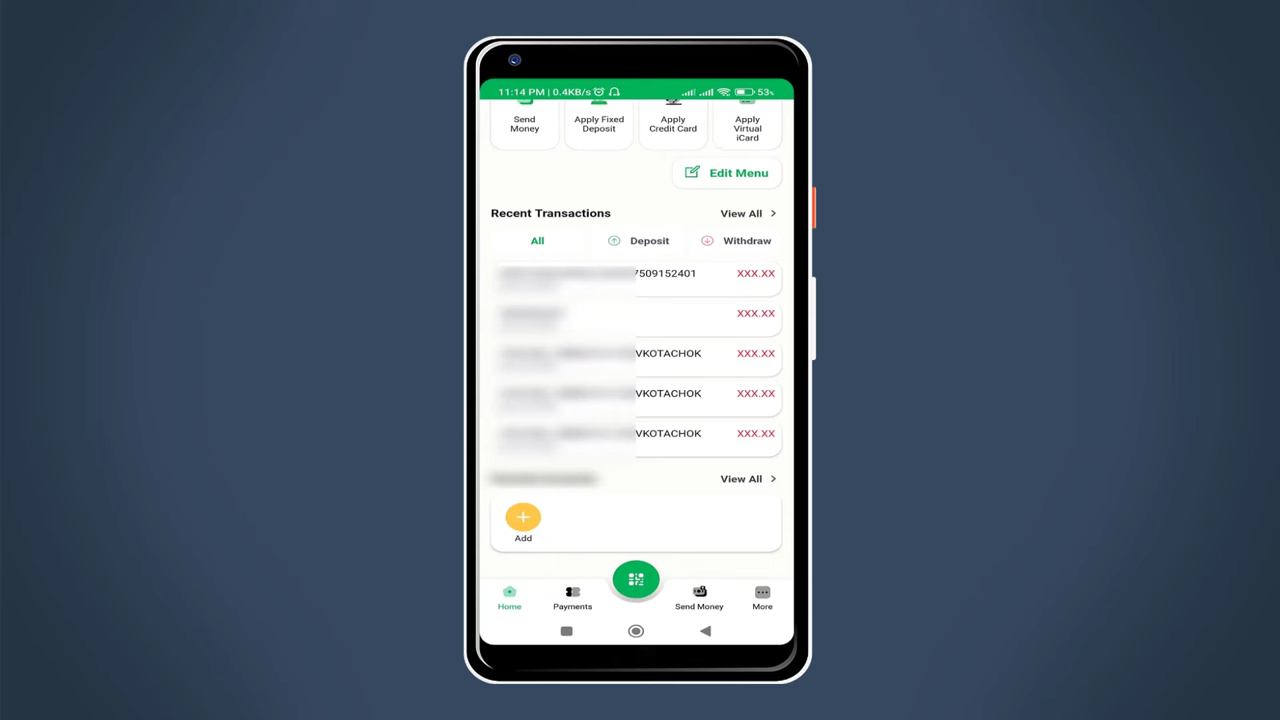 11:14 PM | 0.4KB/s
53%
Send Money
Apply Fixed Deposit
Apply Credit Card
Apply Virtual iCard
Edit Menu
Recent Transactions
View All
All
Deposit
Withdraw
7509152401
XXX.XX
XXX.XX
VKOTACHOK
XXX.XX
VKOTACHOK
XXX.XX
VKOTACHOK
XXX.XX
View All
Add
Home
Payments
Send Money
More